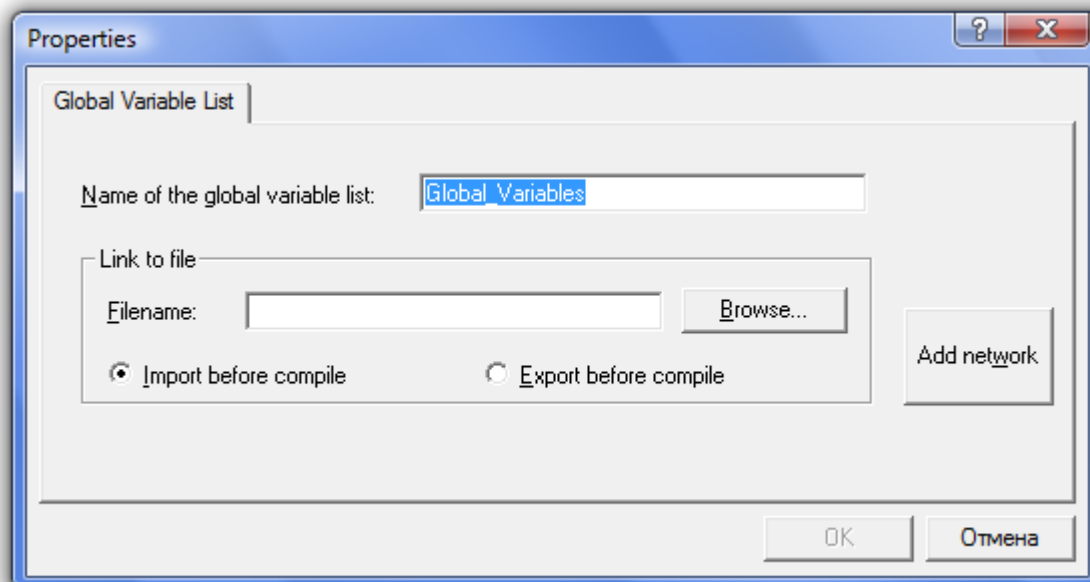 Properties
?
X
Global Variable List
Name of the global variable list: Global_Variables
Link to file
Filename: Browse...
Import before compile Export before compile
Add network
OK Отмена